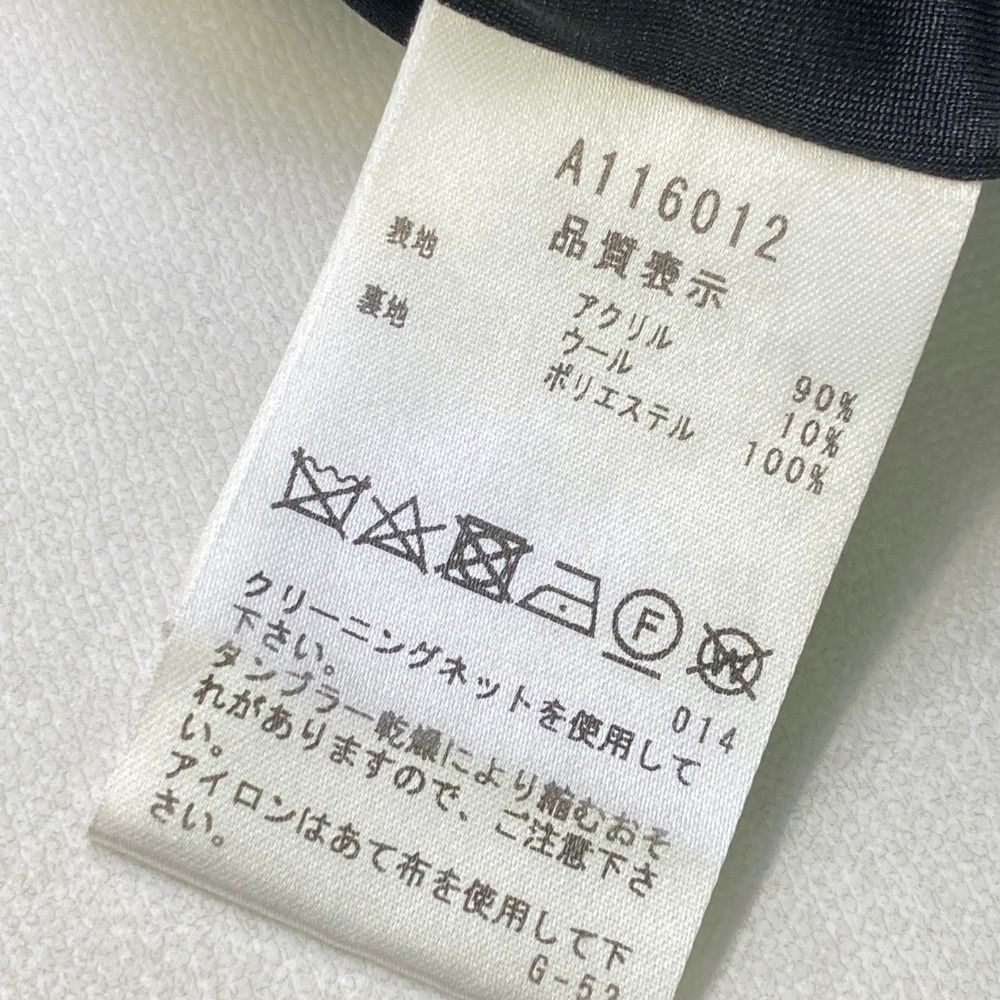 A116012
品質表示
表地 アクリル 90%
ウール 10%
裏地 ポリエステル 100%
F W
014
クリーニングネットを使用して
下さい。
タンブラー乾燥により縮むおそ
れがありますので、ご注意下さ
い。
アイロンはあて布を使用して下
さい。